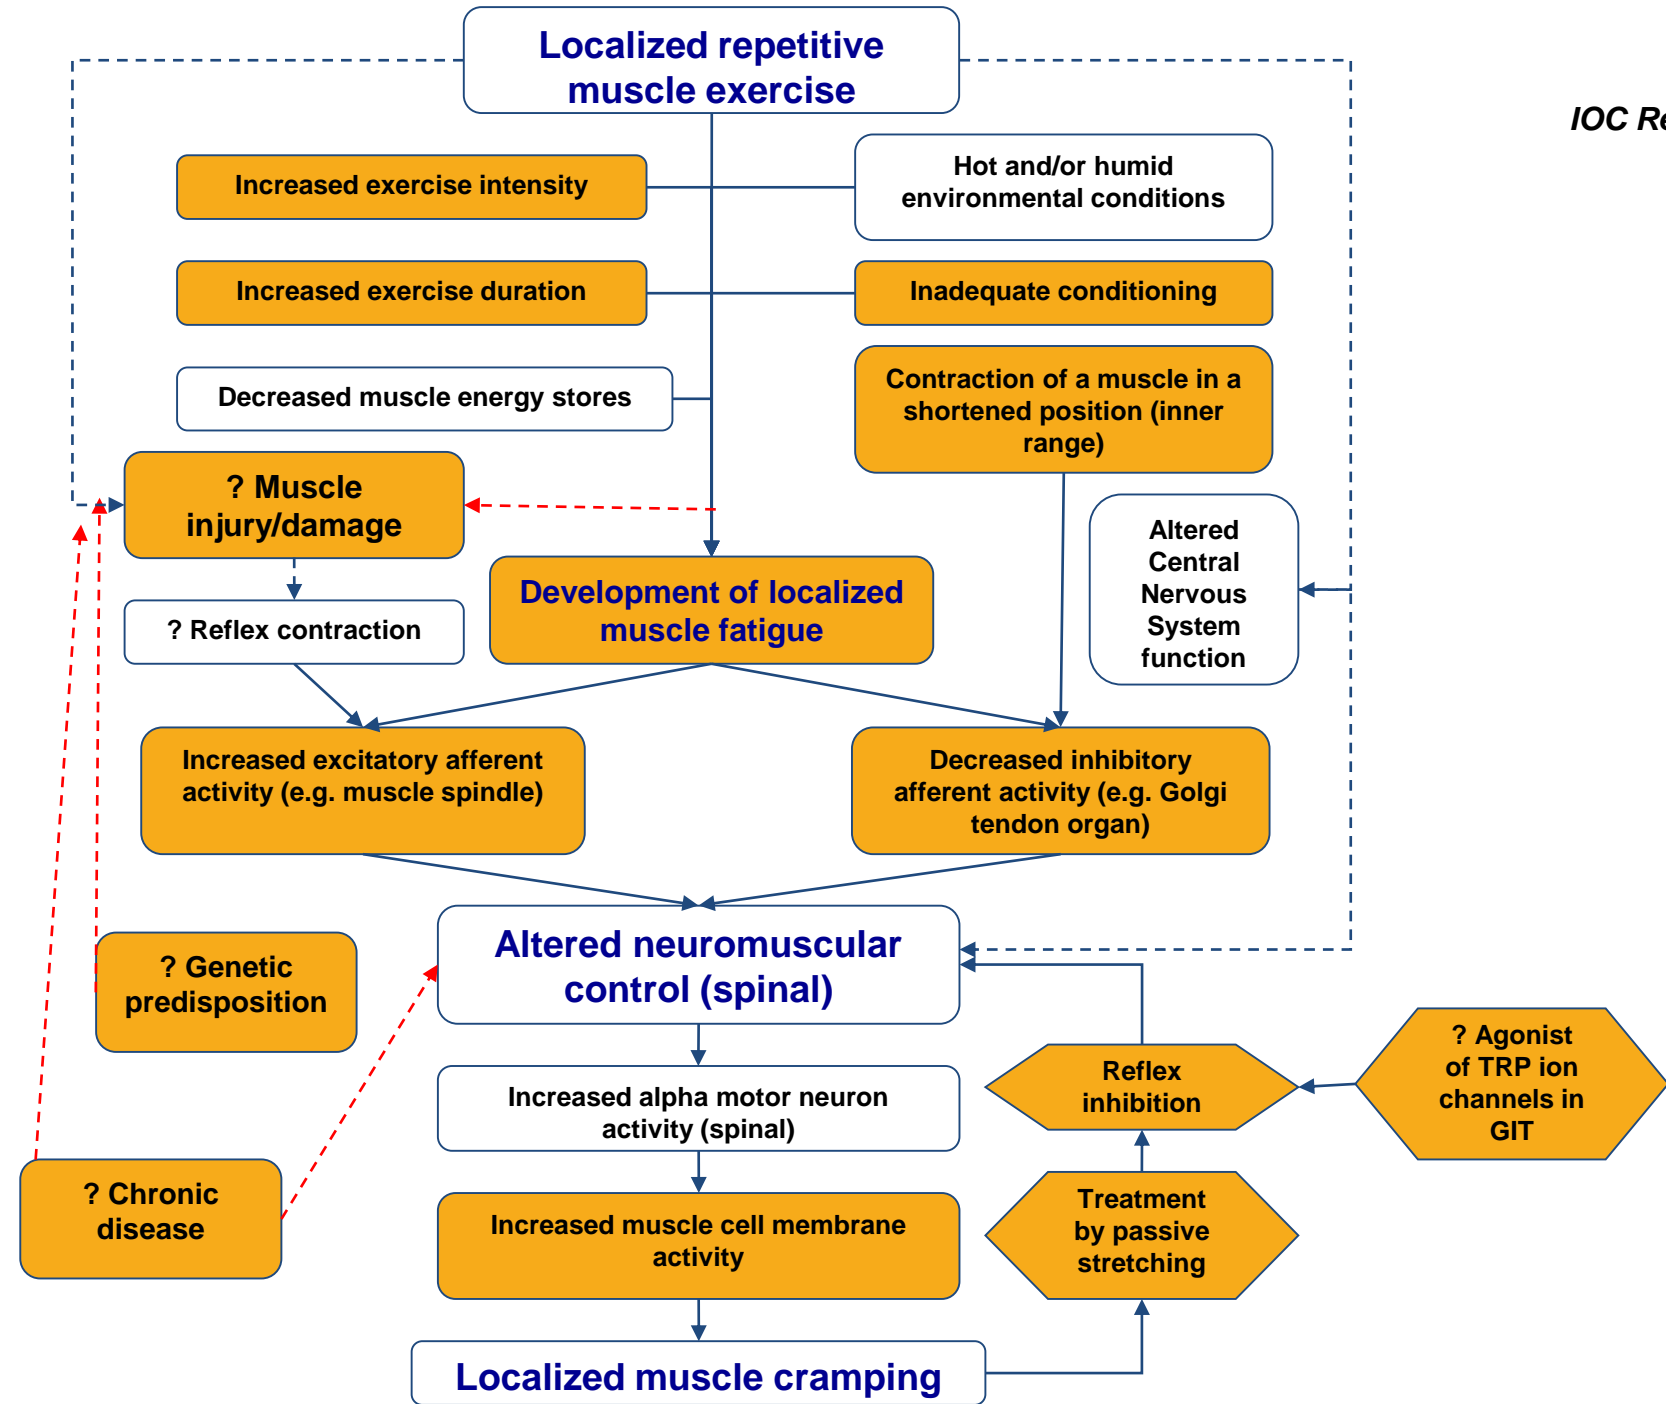 Localized repetitive
muscle exercise
IOC Re
Increased exercise intensity
Hot and/or humid
environmental conditions
Increased exercise duration
Inadequate conditioning
Decreased muscle energy stores
Contraction of a muscle in a
shortened position (inner
range)
? Muscle
injury/damage
Altered
Central
Nervous
System
function
Development of localized
muscle fatigue
? Reflex contraction
Increased excitatory afferent
activity (e.g. muscle spindle)
Decreased inhibitory
afferent activity (e.g. Golgi
tendon organ)
Altered neuromuscular
control (spinal)
? Genetic
predisposition
? Agonist
of TRP ion
channels in
GIT
Reflex
inhibition
Increased alpha motor neuron
activity (spinal)
? Chronic
disease
Treatment
by passive
stretching
Increased muscle cell membrane
activity
Localized muscle cramping